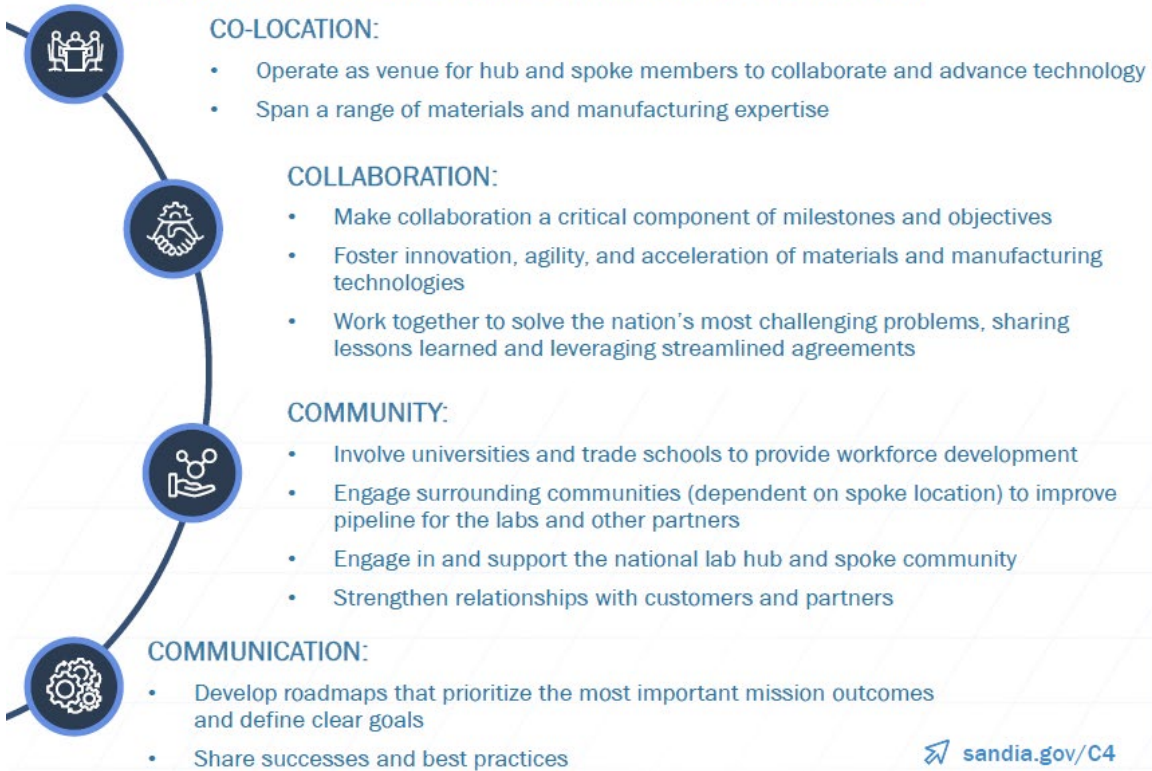 CO-LOCATION:
• Operate as venue for hub and spoke members to collaborate and advance technology
• Span a range of materials and manufacturing expertise
COLLABORATION:
• Make collaboration a critical component of milestones and objectives
• Foster innovation, agility, and acceleration of materials and manufacturing
technologies
• Work together to solve the nation's most challenging problems, sharing
lessons learned and leveraging streamlined agreements
COMMUNITY:
• Involve universities and trade schools to provide workforce development
• Engage surrounding communities (dependent on spoke location) to improve
pipeline for the labs and other partners
• Engage in and support the national lab hub and spoke community
• Strengthen relationships with customers and partners
COMMUNICATION:
• Develop roadmaps that prioritize the most important mission outcomes
and define clear goals
• Share successes and best practices
sandia.gov/C4